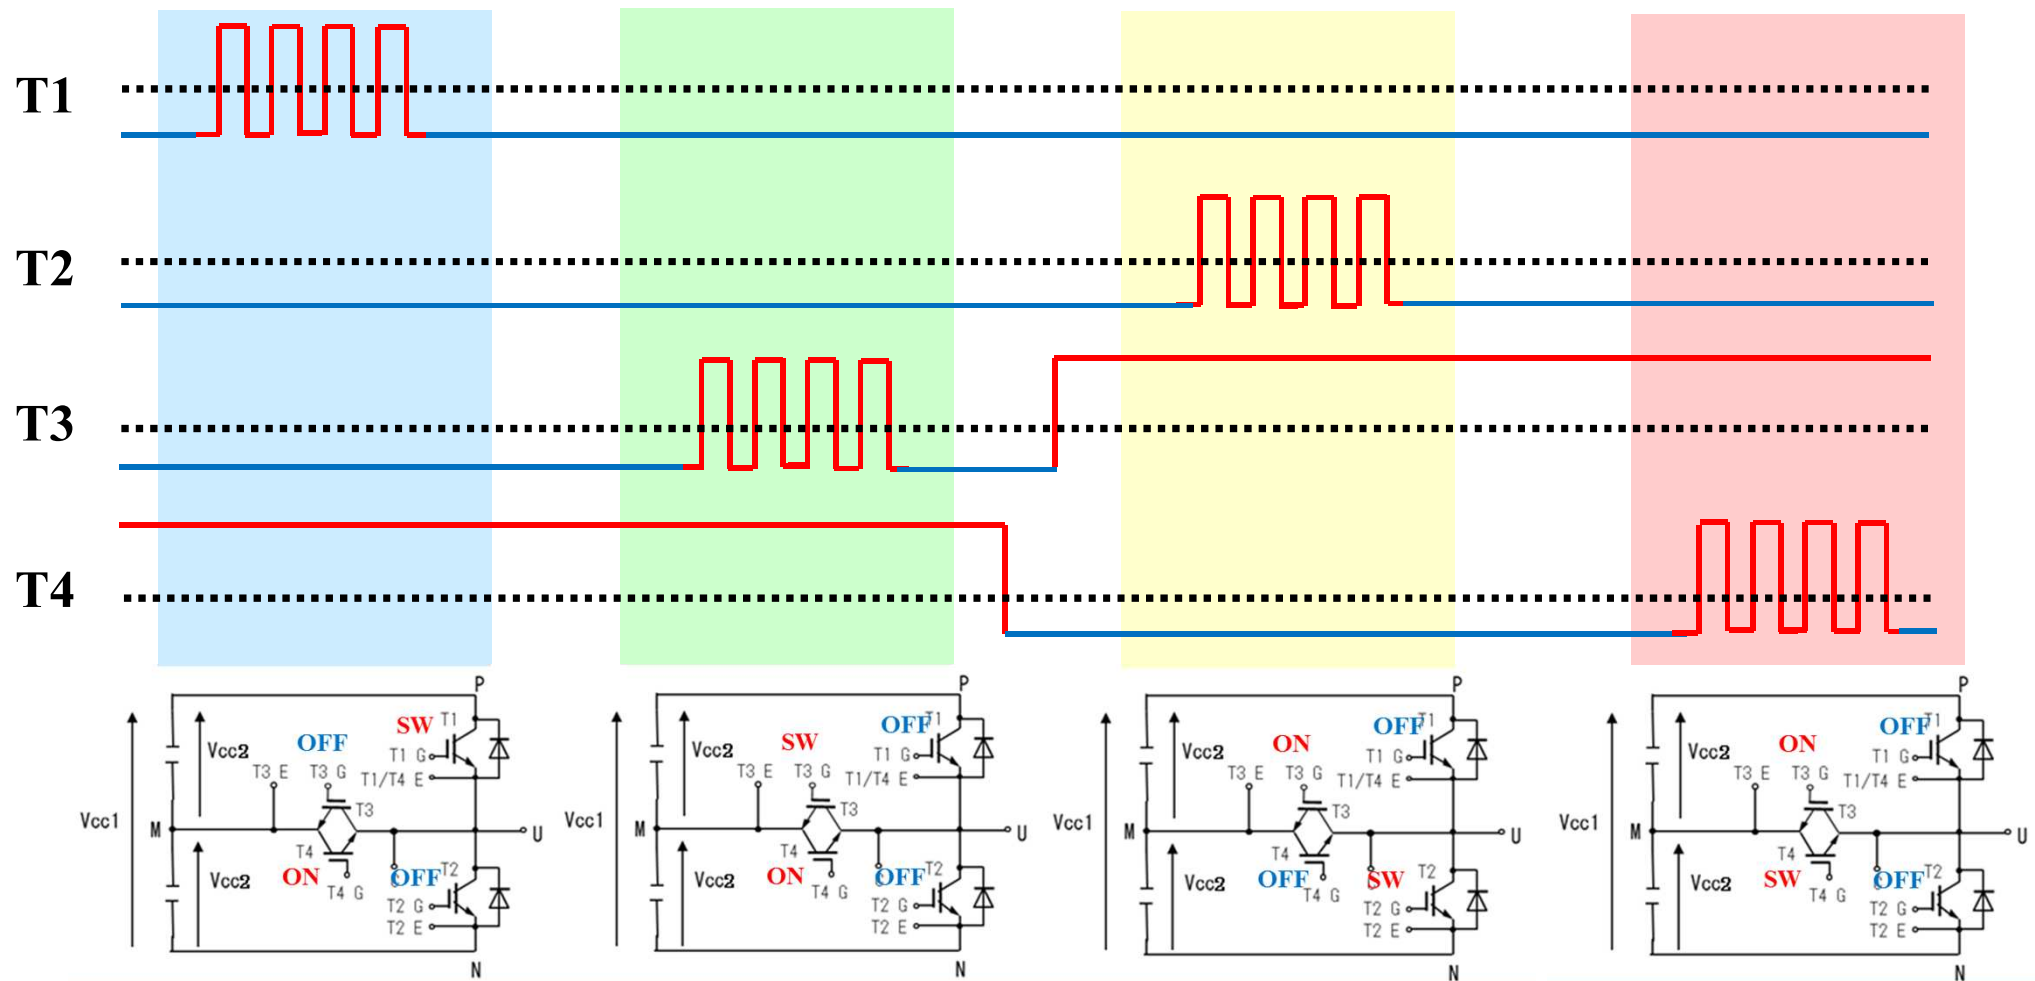 T1
T2
T3
T4
P
SW
T1
OFF
Vcc2
T1 G
T3 E
T3 G
T1/T4 E
T3
Vcc1
M
U
T4
ON
OFF
T2
Vcc2
T4 G
T2 G
T2 E
N
P
OFF
T1
SW
Vcc2
T1 G
T3 E
T3 G
T1/T4 E
T3
Vcc1
M
U
T4
ON
OFF
T2
Vcc2
T4 G
T2 G
T2 E
N
P
OFF
T1
ON
Vcc2
T1 G
T3 E
T3 G
T1/T4 E
T3
Vcc1
M
U
T4
OFF
SW
T2
Vcc2
T4 G
T2 G
T2 E
N
P
OFF
T1
ON
Vcc2
T1 G
T3 E
T3 G
T1/T4 E
T3
Vcc1
M
U
T4
SW
OFF
T2
Vcc2
T4 G
T2 G
T2 E
N